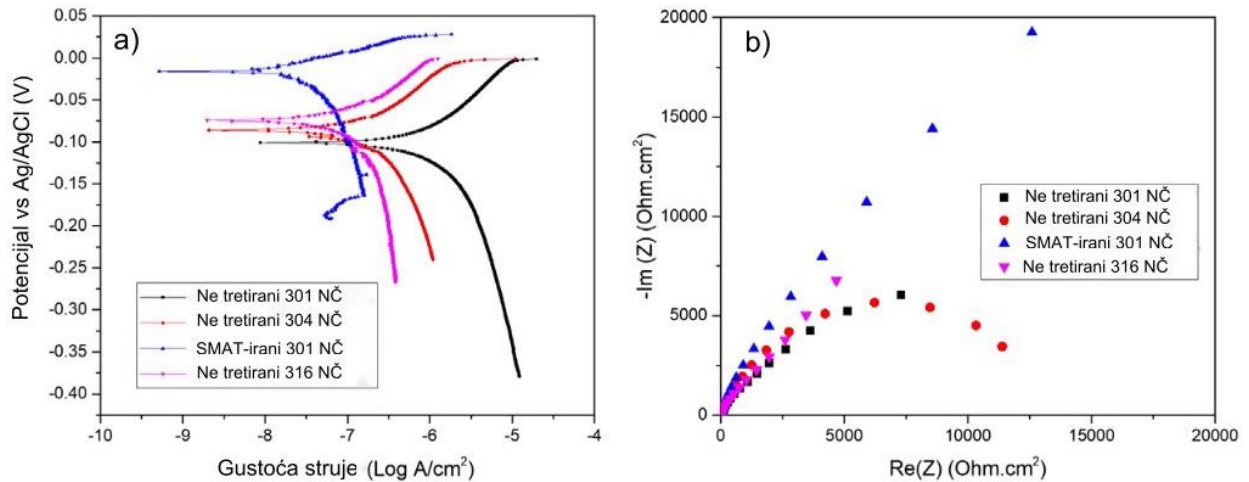 a)
0.05
0.00
-0.05
-0.10
-0.15
-0.20
-0.25
-0.30
-0.35
-0.40
Potencijal vs Ag/AgCl (V)
Ne tretirani 301 NČ
Ne tretirani 304 NČ
SMAT-irani 301 NČ
Ne tretirani 316 NČ
-10 -9 -8 -7 -6 -5 -4
Gustoća struje (Log A/cm²)
b)
-20000
20000
15000
10000
5000
0
-Im (Z) (Ohm.cm²)
Ne tretirani 301 NČ
Ne tretirani 304 NČ
SMAT-irani 301 NČ
Ne tretirani 316 NČ
0 5000 10000 15000 20000
Re(Z) (Ohm.cm²)